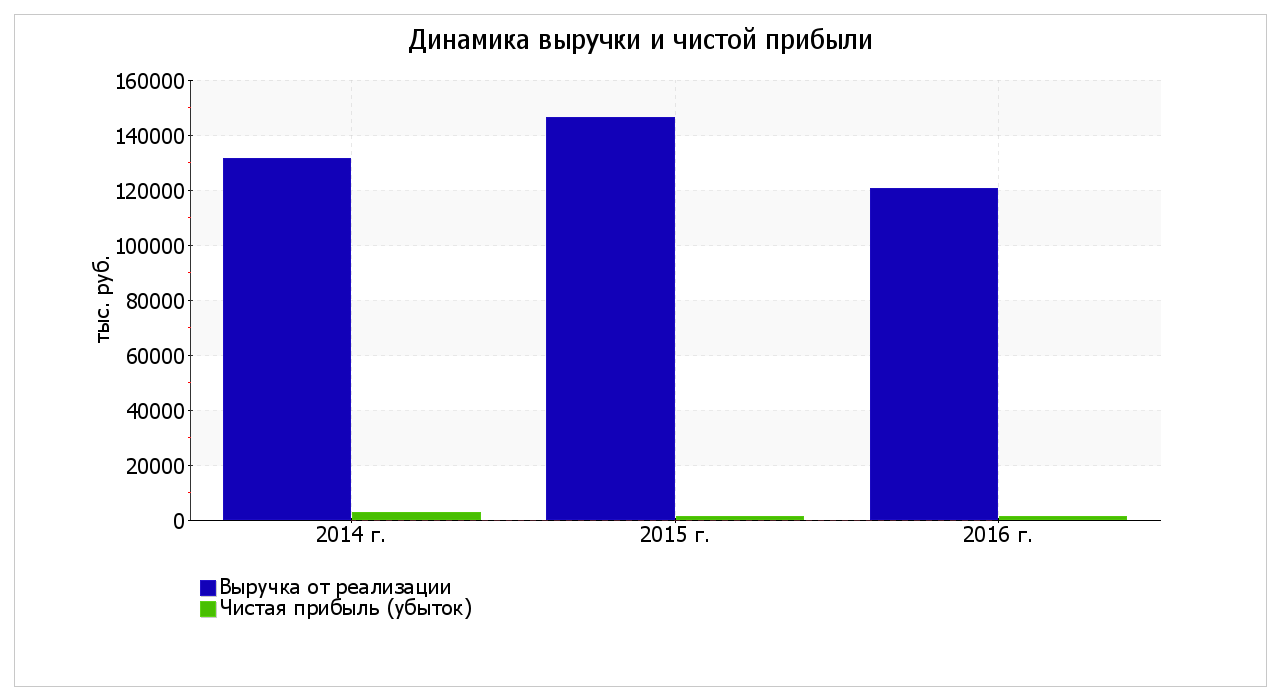 Динамика выручки и чистой прибыли
160000
140000
120000
100000
80000
60000
40000
20000
0
тыс. руб.
2014 г.
2015 г.
2016 г.
Выручка от реализации
Чистая прибыль (убыток)